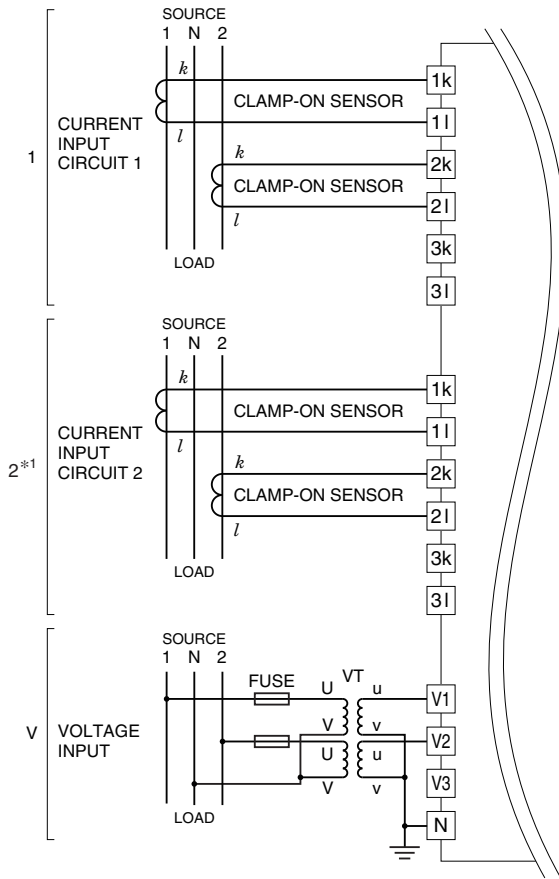 SOURCE
1 N 2
k
1k
CLAMP-ON SENSOR
1
CURRENT
INPUT
CIRCUIT 1
l
1l
k
2k
CLAMP-ON SENSOR
2l
l
3k
LOAD
3l
SOURCE
1 N 2
k
1k
CLAMP-ON SENSOR
2*1
CURRENT
INPUT
CIRCUIT 2
l
1l
k
2k
CLAMP-ON SENSOR
2l
l
3k
LOAD
3l
SOURCE
1 N 2
FUSE
VT
U u
V1
V
VOLTAGE
INPUT
V v
V2
U u
V v
V3
LOAD
N